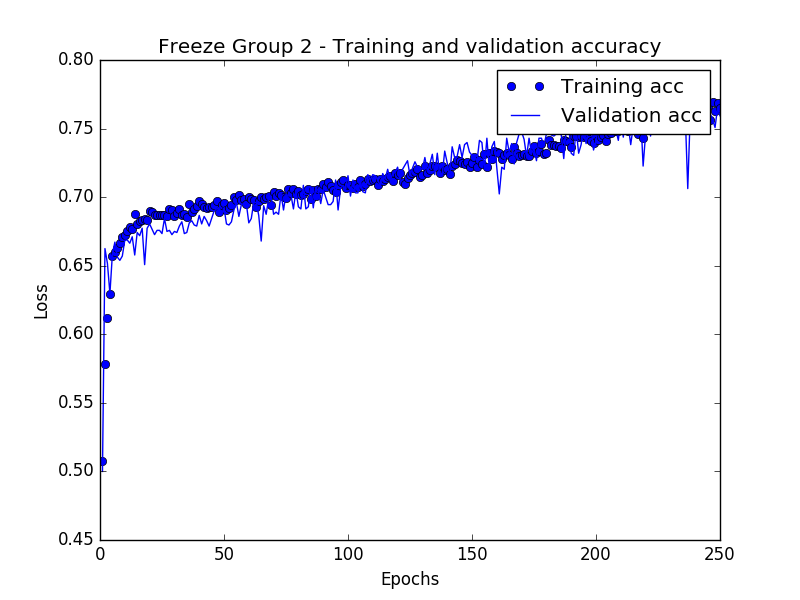 Freeze Group 2 - Training and validation accuracy
0.80
0.75
0.70
0.65
0.60
0.55
0.50
0.45
Loss
Training acc
Validation acc
0 50 100 150 200 250
Epochs